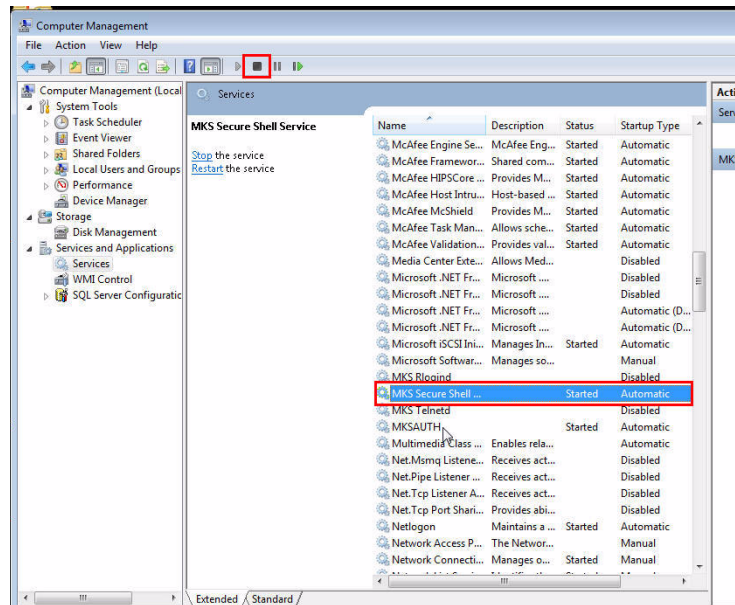 Computer Management
File Action View Help
Computer Management (Local
System Tools
Task Scheduler
Event Viewer
Shared Folders
Local Users and Groups
Performance
Device Manager
Storage
Disk Management
Services and Applications
Services
WMI Control
SQL Server Configuratic
Services
MKS Secure Shell Service
Stop the service
Restart the service
Name Description Status Startup Type
McAfee Engine Se... McAfee Eng... Started Automatic
McAfee Framewor... Shared com... Started Automatic
McAfee HIPSCore ... Provides M... Started Automatic
McAfee Host Intru... Host-based ... Started Automatic
McAfee McShield Provides M... Started Automatic
McAfee Task Man... Allows sche... Started Automatic
McAfee Validation... Provides val... Started Automatic
Media Center Exte... Allows Med... Disabled
Microsoft .NET Fr... Microsoft .... Disabled
Microsoft .NET Fr... Microsoft .... Disabled
Microsoft .NET Fr... Microsoft .... Automatic (D...
Microsoft .NET Fr... Microsoft .... Automatic (D...
Microsoft iSCSI Ini... Manages In... Started Automatic
Microsoft Softwar... Manages so... Manual
MKS Rlogind Disabled
MKS Secure Shell ... Started Automatic
MKS Telnetd Disabled
MKSAUTH Started Automatic
Multimedia Class ... Enables rela... Automatic
Net.Msmq Listene... Receives act... Disabled
Net.Pipe Listener ... Receives act... Disabled
Net.Tcp Listener A... Receives act... Disabled
Net.Tcp Port Shari... Provides abi... Disabled
Netlogon Maintains a ... Started Automatic
Network Access P... The Networ... Manual
Network Connecti... Manages o... Started Manual
Extended Standard
Acti
Serv
MK